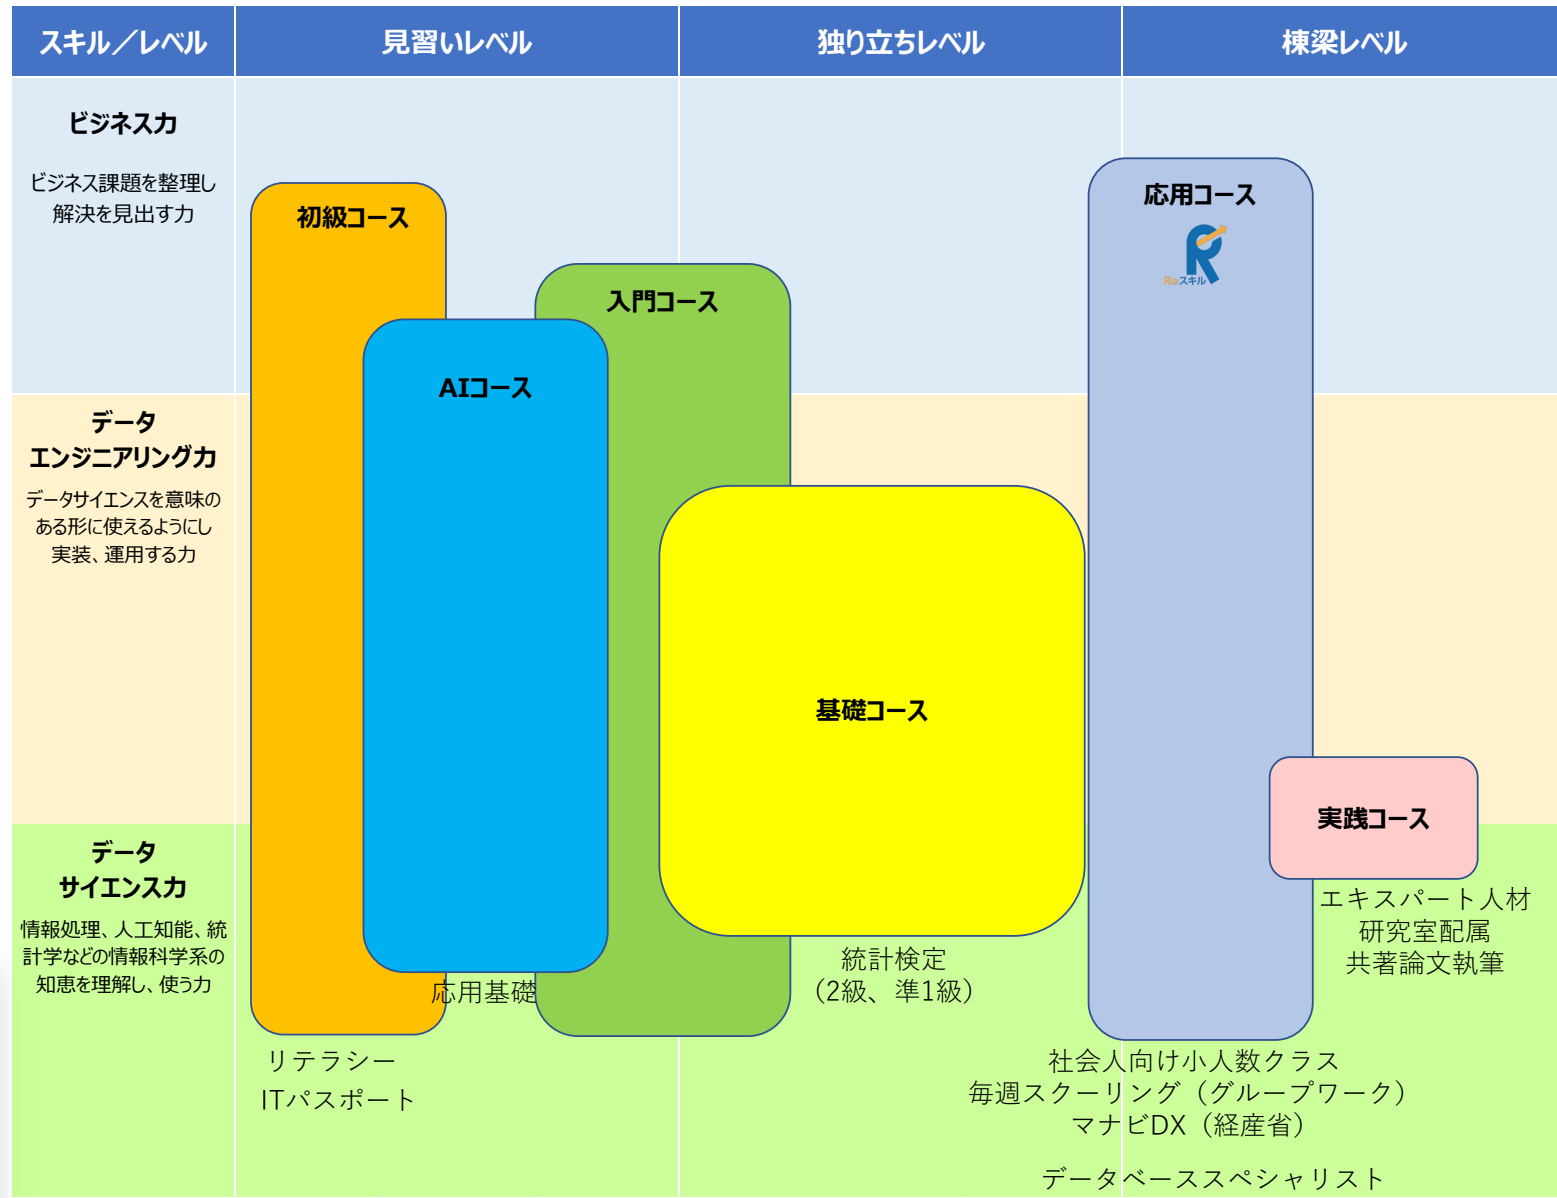 スキル／レベル
見習いレベル
独り立ちレベル
棟梁レベル
ビジネス力
ビジネス課題を整理し
解決を見出す力
初級コース
応用コース
Reスキル
入門コース
AIコース
データ
エンジニアリング力
データサイエンスを意味の
ある形に使えるようにし
実装、運用する力
基礎コース
実践コース
データ
サイエンス力
情報処理、人工知能、統
計学などの情報科学系の
知恵を理解し、使う力
エキスパート人材
研究室配属
共著論文執筆
統計検定
（2級、準1級）
応用基礎
リテラシー
ITパスポート
社会人向け小人数クラス
毎週スクーリング（グループワーク）
マナビDX（経産省）
データベーススペシャリスト